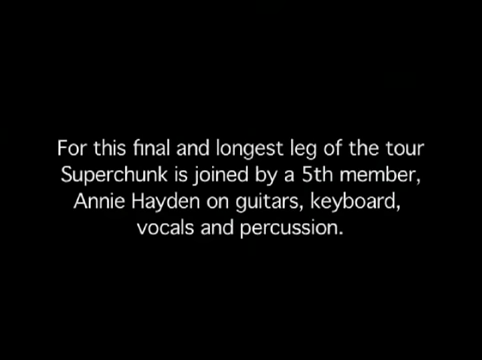 For this final and longest leg of the tour
Superchunk is joined by a 5th member,
Annie Hayden on guitars, keyboard,
vocals and percussion.